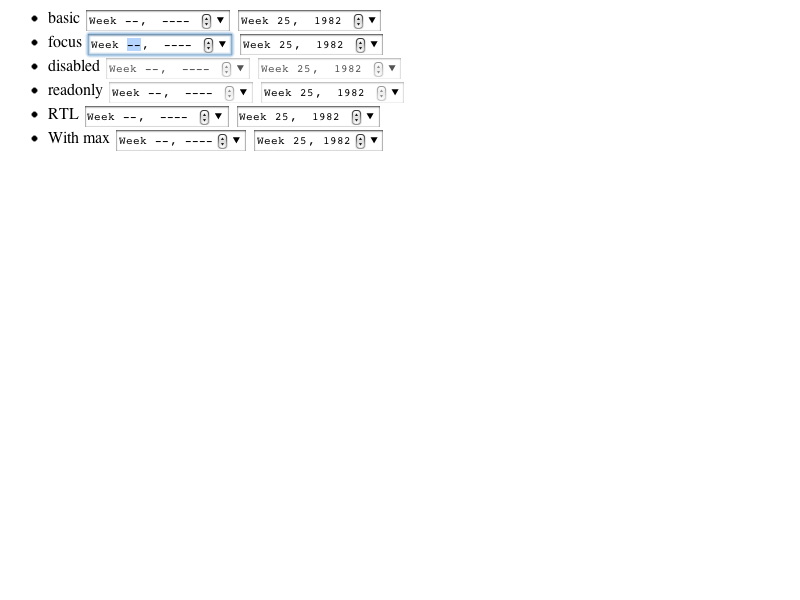 • basic Week --, ---- Week 25, 1982
• focus Week --, ---- Week 25, 1982
• disabled Week --, ---- Week 25, 1982
• readonly Week --, ---- Week 25, 1982
• RTL Week --, ---- Week 25, 1982
• With max Week --, ---- Week 25, 1982